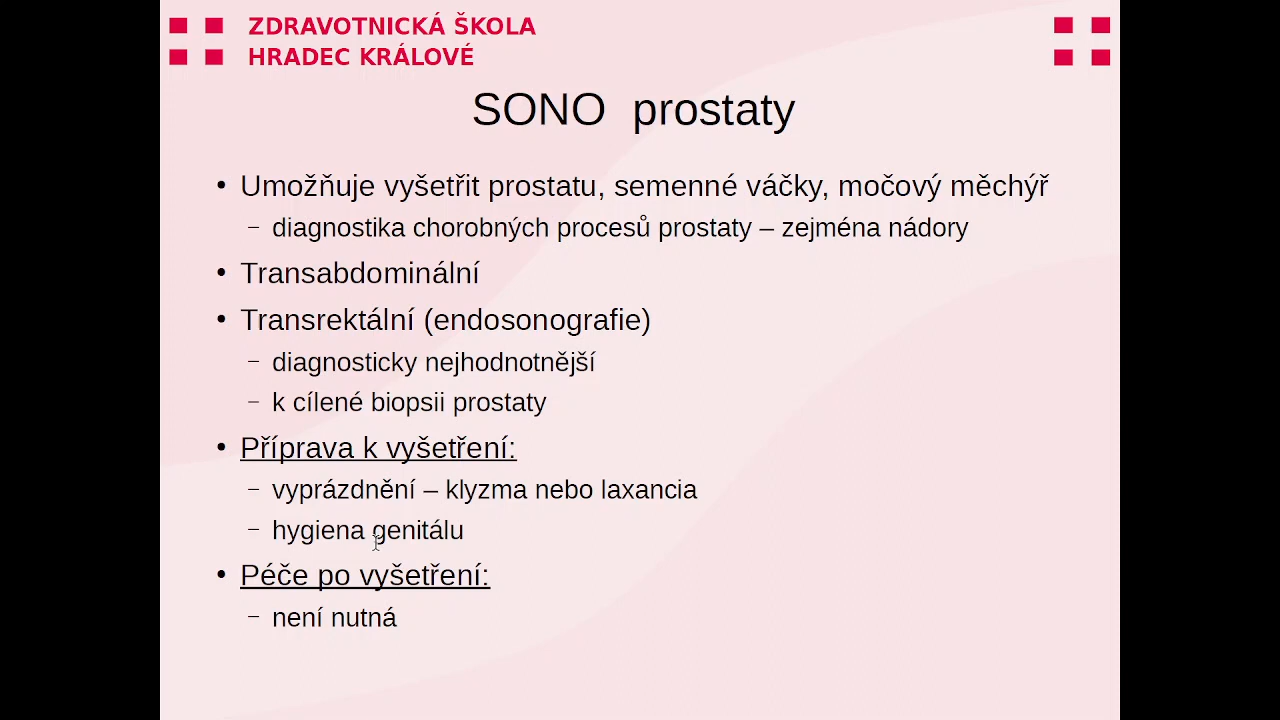 ZDRAVOTNICKÁ ŠKOLA
HRADEC KRÁLOVÉ
SONO prostaty
• Umožňuje vyšetřit prostatu, semenné váčky, močový měchýř
– diagnostika chorobných procesů prostaty – zejména nádory
• Transabdominální
• Transrektální (endosonografie)
– diagnosticky nejhodnotnější
– k cílené biopsii prostaty
• Příprava k vyšetření:
– vyprázdnění – klyzma nebo laxancia
– hygiena genitálu
• Péče po vyšetření:
– není nutná